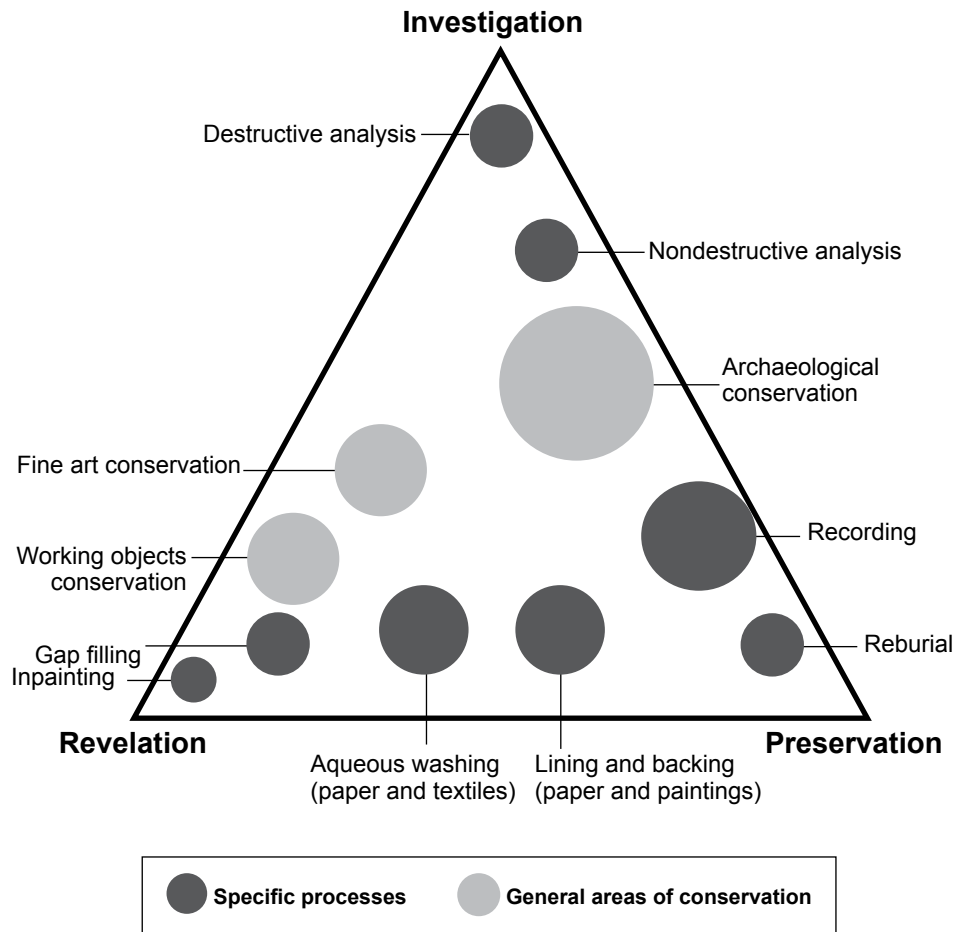 Investigation
Destructive analysis
Nondestructive analysis
Archaeological
conservation
Fine art conservation
Recording
Working objects
conservation
Gap filling
Reburial
Inpainting
Revelation
Preservation
Aqueous washing
(paper and textiles)
Lining and backing
(paper and paintings)
Specific processes
General areas of conservation